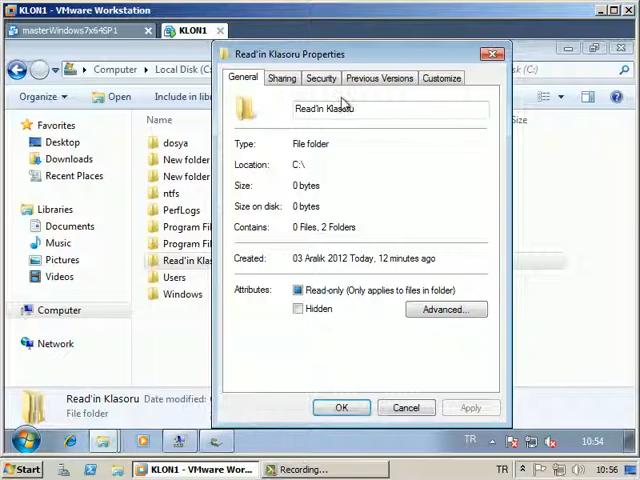 KLON1 - VMware Workstation
masterWindows7x64SP1
KLON1
Read'in Klasoru Properties
Computer
Local Disk (C:)
General
Sharing
Security
Previous Versions
Customize
Organize
Open
Include in libra
Read'in Klasoru
Favorites
Desktop
Downloads
Recent Places
Libraries
Documents
Music
Pictures
Videos
Computer
Network
Name
dosya
New folder
New folder
ntfs
PerfLogs
Program Fi
Program Fi
Read'in Klas
Users
Windows
Type: File folder
Location: C:\
Size: 0 bytes
Size on disk: 0 bytes
Contains: 0 Files, 2 Folders
Created: 03 Aralık 2012 Today, 12 minutes ago
Attributes: Read-only (Only applies to files in folder)
Hidden
Advanced...
OK
Cancel
Apply
Read'in Klasoru Date modified:
File folder
TR
10:54
Start
KLON1 - VMware Wor...
Recording...
TR
10:56